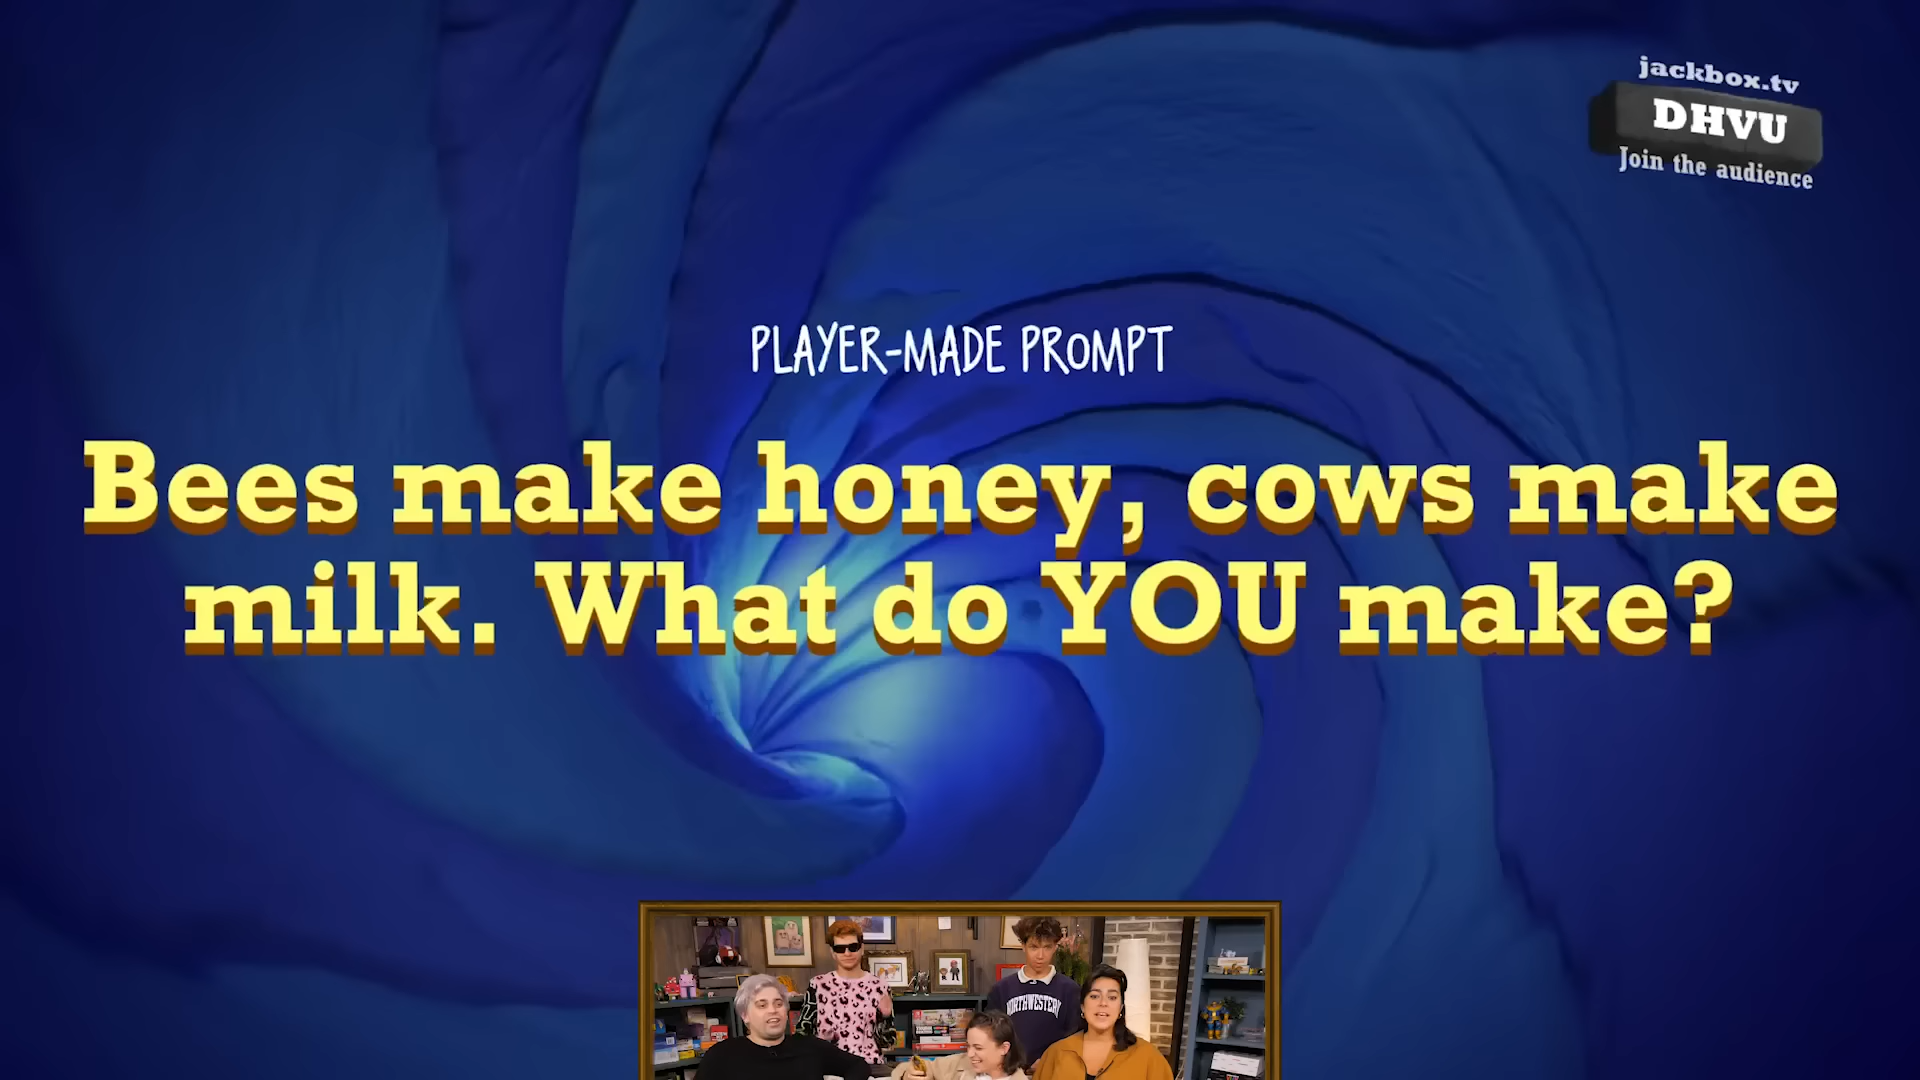 jackbox.tv
DHVU
Join the audience
PLAYER-MADE PROMPT
Bees make honey, cows make
milk. What do YOU make?
NORTHWESTERN